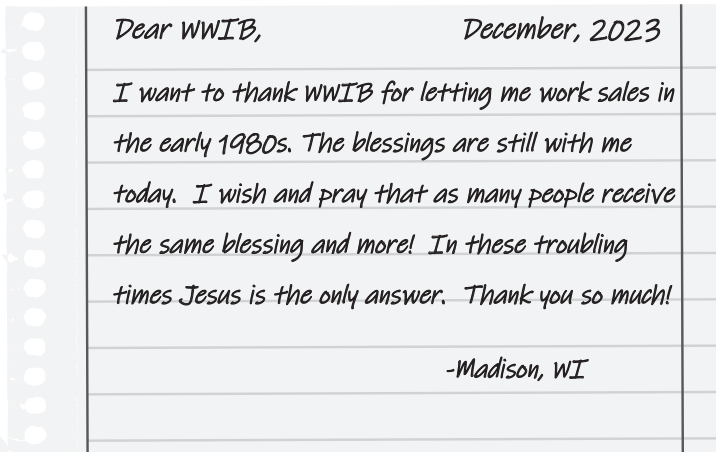 Dear WWIB, December, 2023
I want to thank WWIB for letting me work sales in
the early 1980s. The blessings are still with me
today. I wish and pray that as many people receive
the same blessing and more! In these troubling
times Jesus is the only answer. Thank you so much!
-Madison, WI